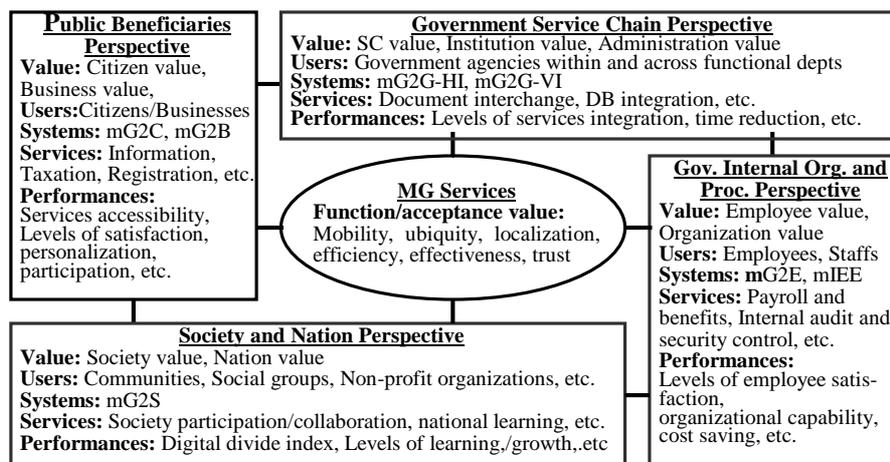 Public Beneficiaries
Perspective
Value: Citizen value,
Business value,
Users:Citizens/Businesses
Systems: mG2C, mG2B
Services: Information,
Taxation, Registration, etc.
Performances:
Services accessibility,
Levels of satisfaction,
personalization,
participation, etc.
Government Service Chain Perspective
Value: SC value, Institution value, Administration value
Users: Government agencies within and across functional depts
Systems: mG2G-HI, mG2G-VI
Services: Document interchange, DB integration, etc.
Performances: Levels of services integration, time reduction, etc.
MG Services
Function/acceptance value:
Mobility, ubiquity, localization,
efficiency, effectiveness, trust
Gov. Internal Org. and
Proc. Perspective
Value: Employee value,
Organization value
Users: Employees, Staffs
Systems: mG2E, mIEE
Services: Payroll and
benefits, Internal audit and
security control, etc.
Performances:
Levels of employee satis-
faction,
organizational capability,
cost saving, etc.
Society and Nation Perspective
Value: Society value, Nation value
Users: Communities, Social groups, Non-profit organizations, etc.
Systems: mG2S
Services: Society participation/collaboration, national learning, etc.
Performances: Digital divide index, Levels of learning,/growth,.etc